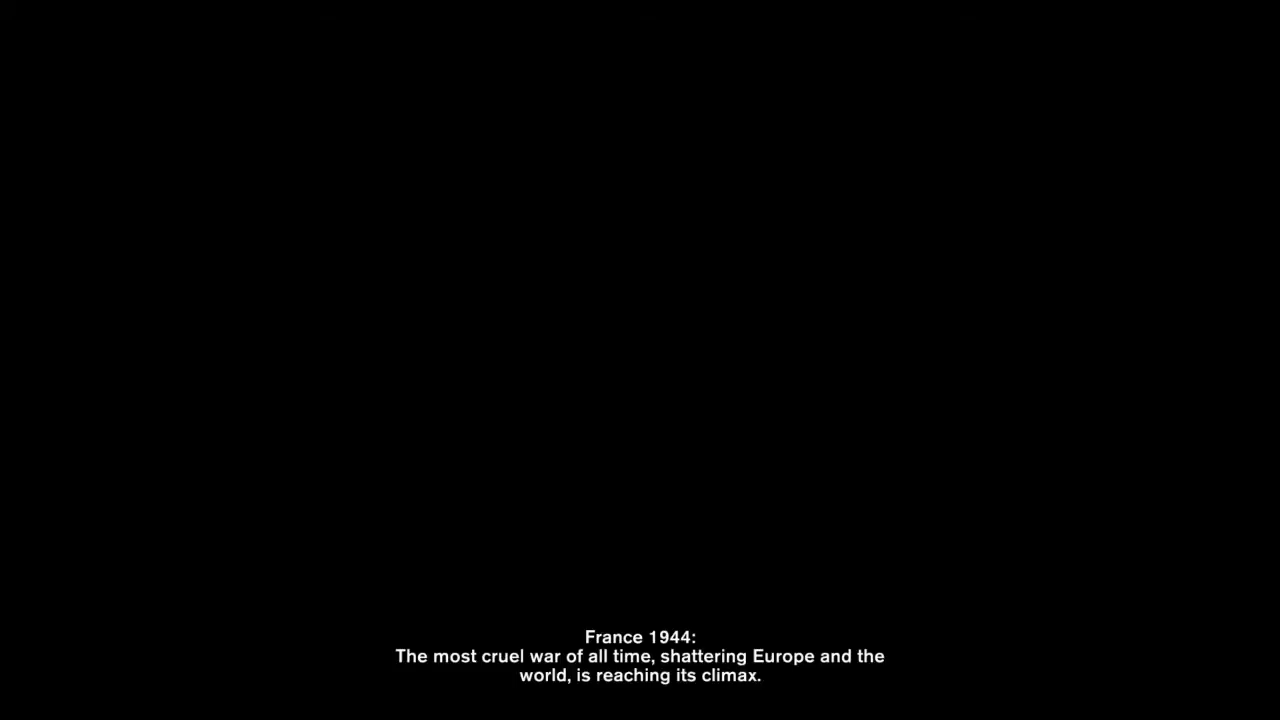 France 1944:
The most cruel war of all time, shattering Europe and the
world, is reaching its climax.